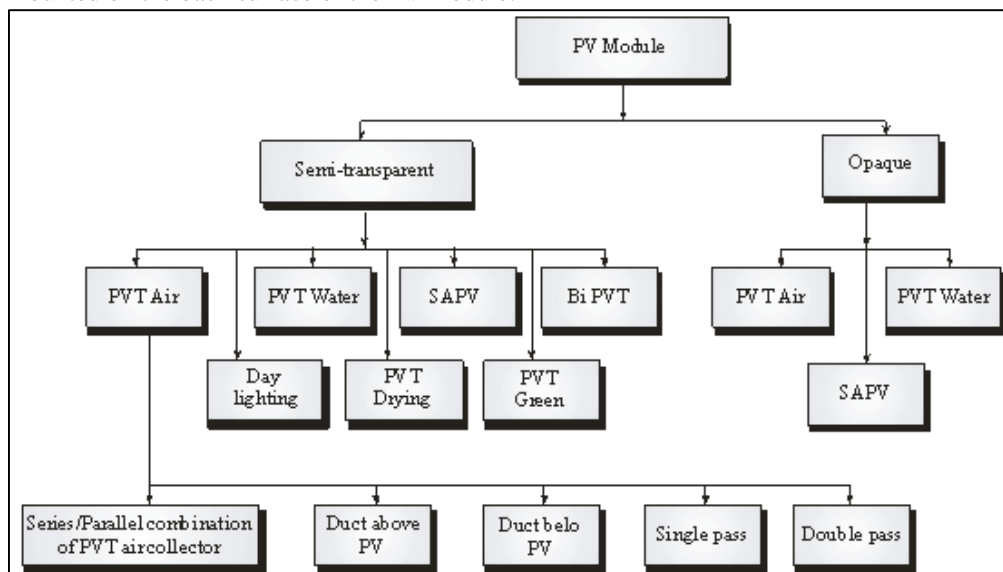 PV Module
Semi-transparent
Opaque
PVT Air
PVT Water
SAPV
Bi PVT
PVT Air
PVT Water
Day
lighting
PVT
Drying
PVT
Green
SAPV
Series/Parallel combination
of PVT aircollector
Duct above
PV
Duct belo
PV
Single pass
Double pass